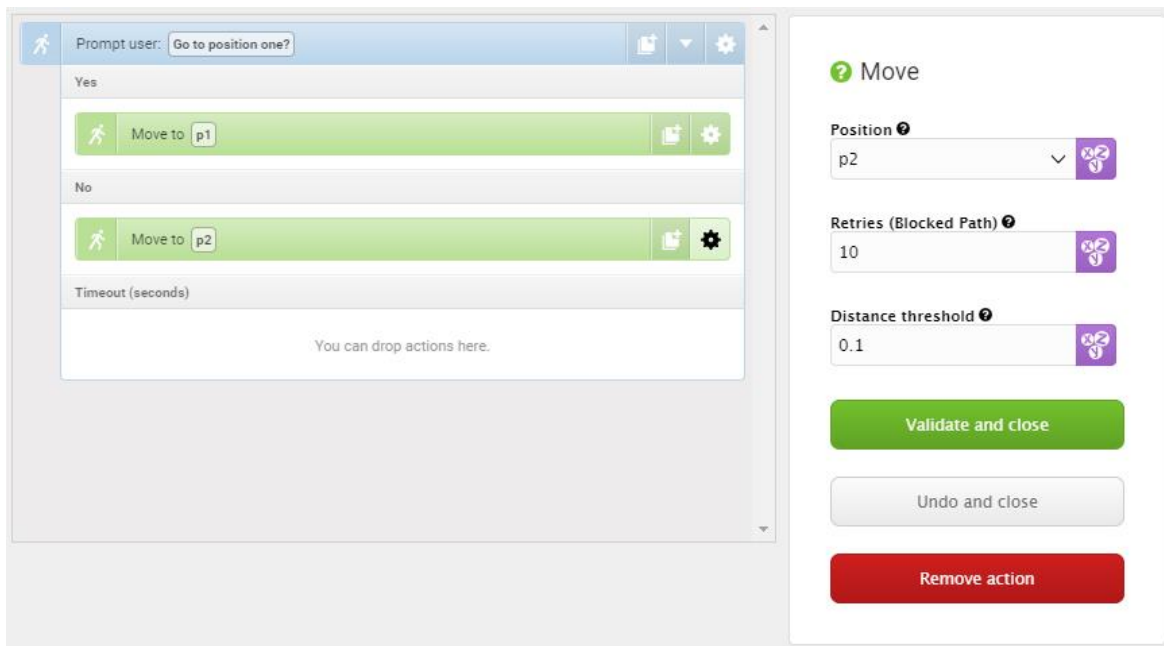 Prompt user: Go to position one?
Yes
Move to p1
No
Move to p2
Timeout (seconds)
You can drop actions here.
Move
Position
p2
Retries (Blocked Path)
10
Distance threshold
0.1
Validate and close
Undo and close
Remove action